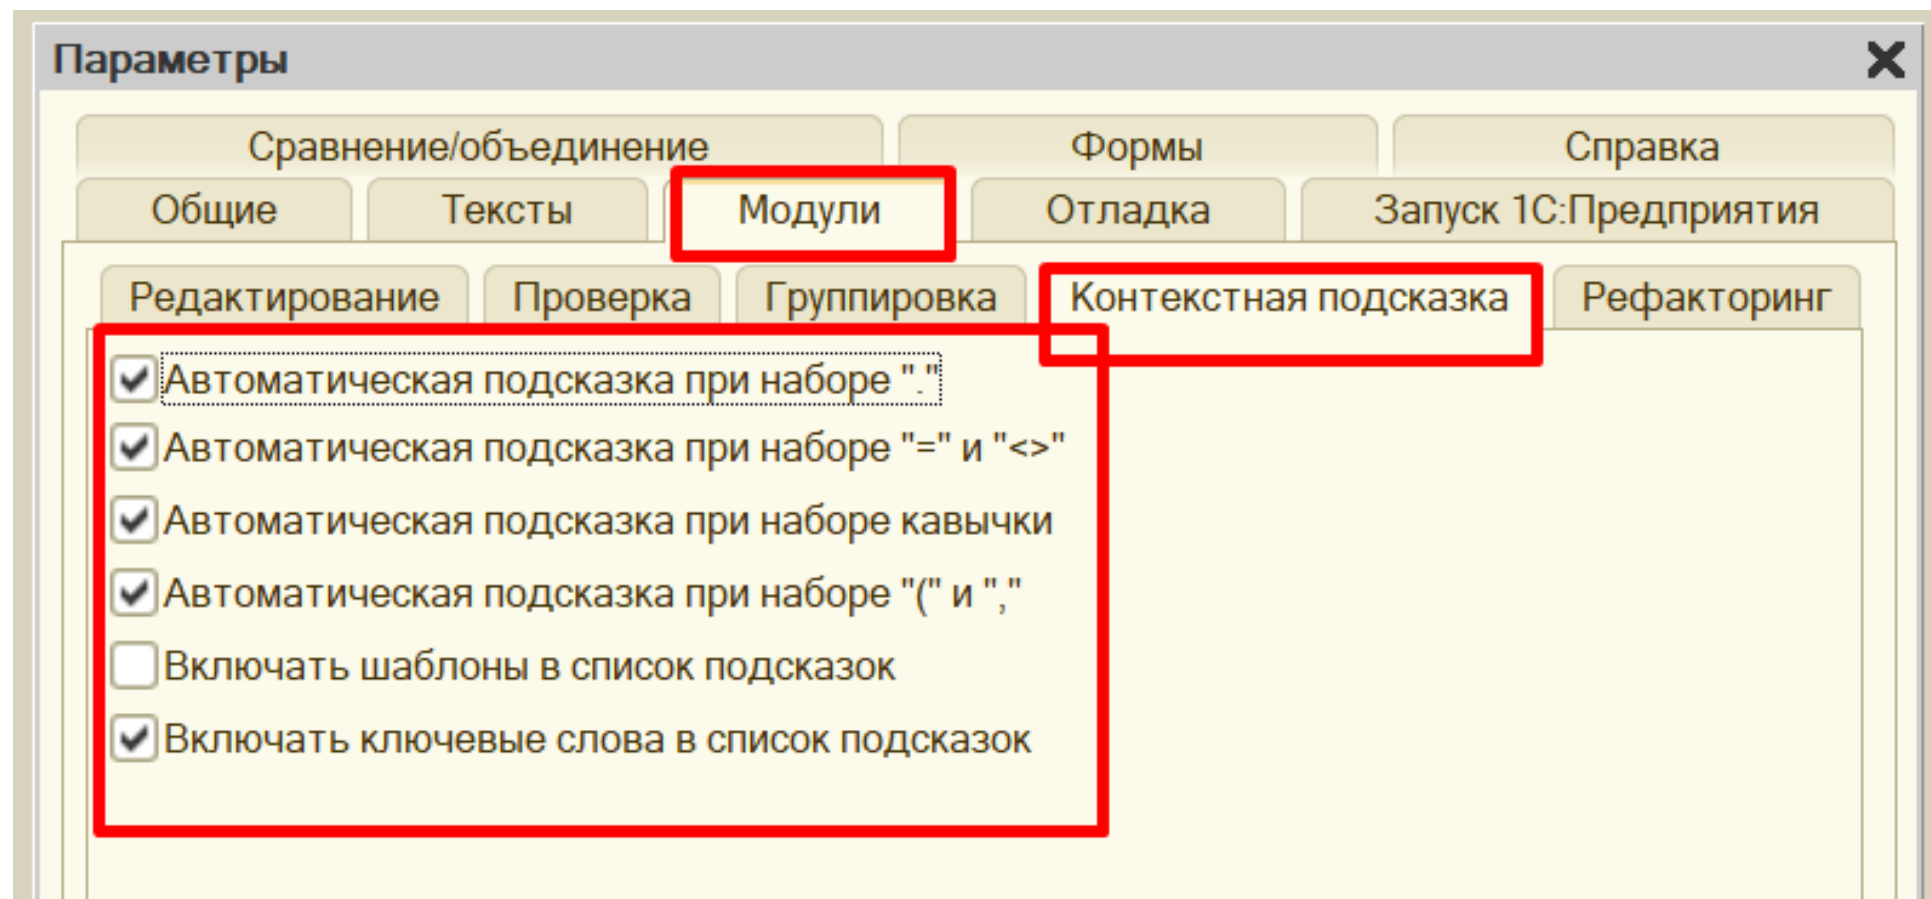 Параметры
Сравнение/объединение Формы Справка
Общие Тексты Модули Отладка Запуск 1С:Предприятия
Редактирование Проверка Группировка Контекстная подсказка Рефакторинг
Автоматическая подсказка при наборе "."
Автоматическая подсказка при наборе "=" и "<>"
Автоматическая подсказка при наборе кавычки
Автоматическая подсказка при наборе "(" и ","
Включать шаблоны в список подсказок
Включать ключевые слова в список подсказок